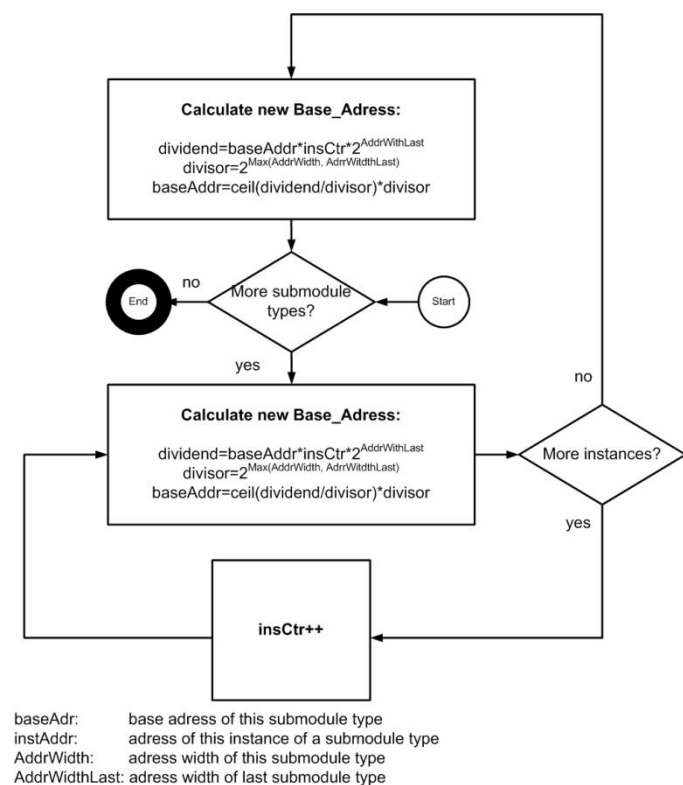 Calculate new Base_Adress:
dividend=baseAddr*insCtr*2^AddrWithLast
divisor=2^Max(AddrWidth, AdrrWitdthLast)
baseAddr=ceil(dividend/divisor)*divisor
no
End
More submodule
types?
Start
yes
Calculate new Base_Adress:
dividend=baseAddr*insCtr*2^AddrWithLast
divisor=2^Max(AddrWidth, AdrrWitdthLast)
baseAddr=ceil(dividend/divisor)*divisor
no
More instances?
yes
insCtr++
baseAdr: base adress of this submodule type
instAddr: adress of this instance of a submodule type
AddrWidth: adress width of this submodule type
AddrWidthLast: adress width of last submodule type